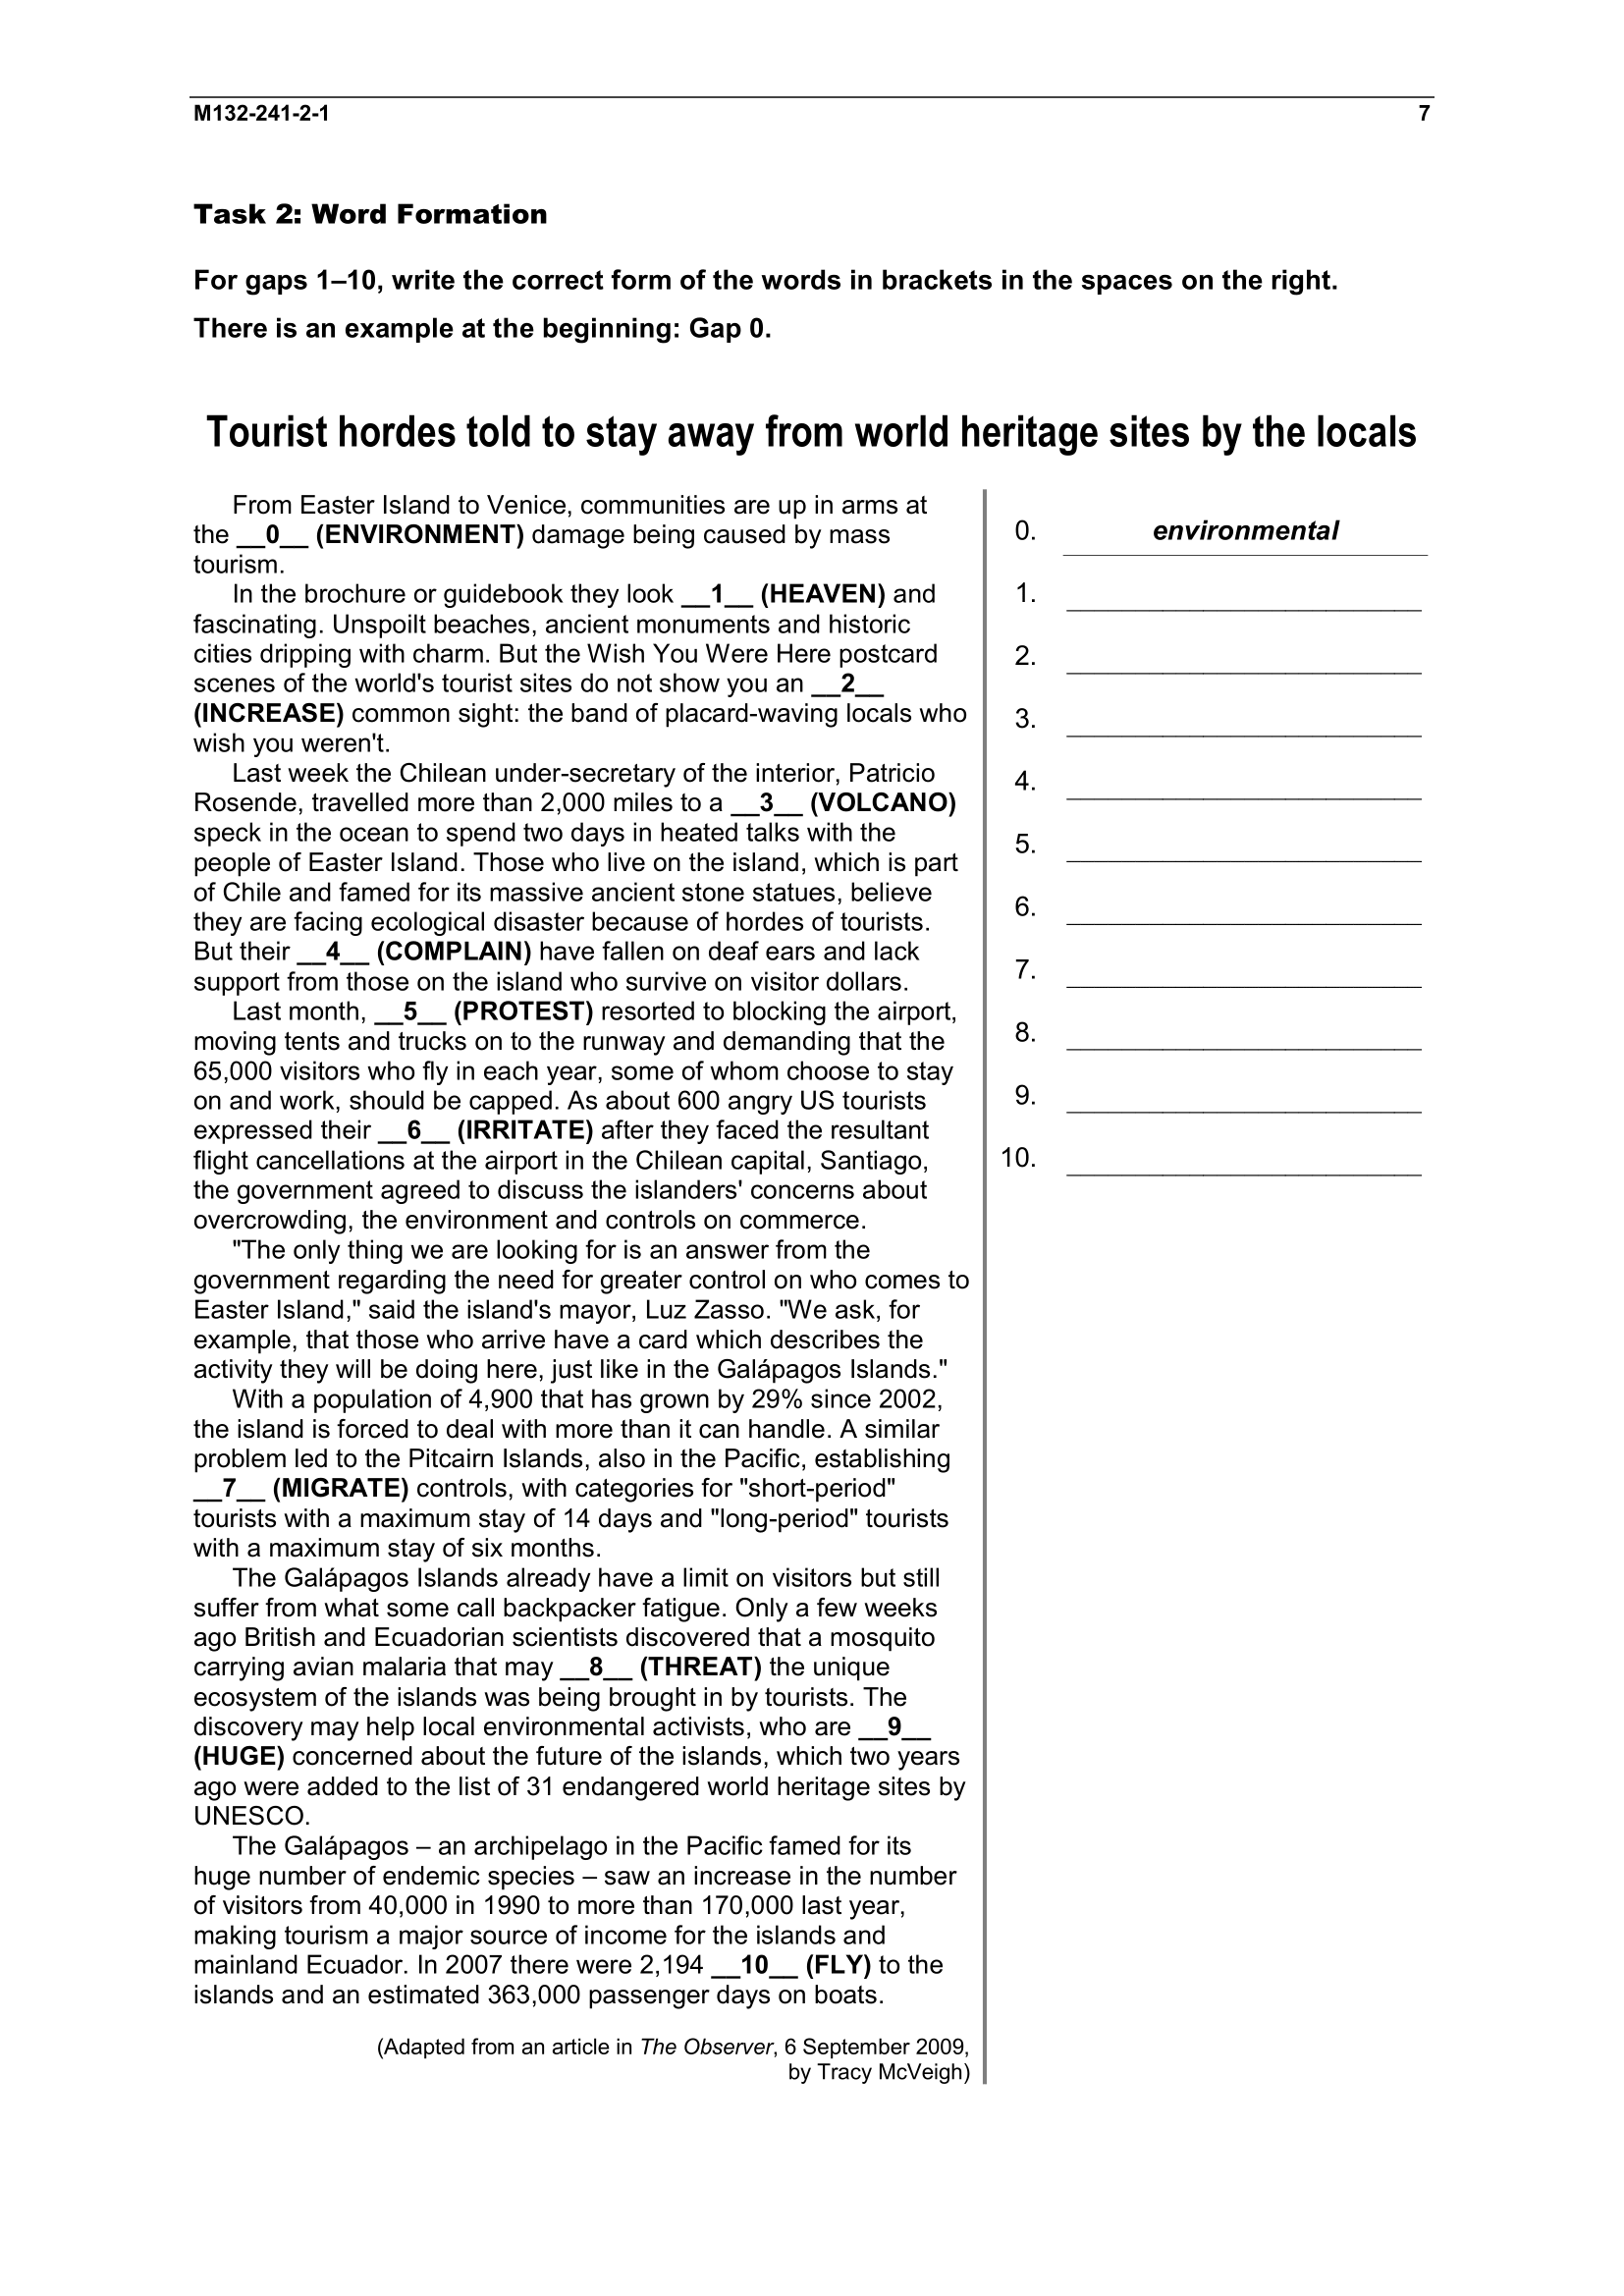 M132-241-2-1 7
Task 2: Word Formation
For gaps 1–10, write the correct form of the words in brackets in the spaces on the right.
There is an example at the beginning: Gap 0.
Tourist hordes told to stay away from world heritage sites by the locals
From Easter Island to Venice, communities are up in arms at
the __0__ (ENVIRONMENT) damage being caused by mass
tourism.
In the brochure or guidebook they look __1__ (HEAVEN) and
fascinating. Unspoilt beaches, ancient monuments and historic
cities dripping with charm. But the Wish You Were Here postcard
scenes of the world's tourist sites do not show you an __2__
(INCREASE) common sight: the band of placard-waving locals who
wish you weren't.
Last week the Chilean under-secretary of the interior, Patricio
Rosende, travelled more than 2,000 miles to a __3__ (VOLCANO)
speck in the ocean to spend two days in heated talks with the
people of Easter Island. Those who live on the island, which is part
of Chile and famed for its massive ancient stone statues, believe
they are facing ecological disaster because of hordes of tourists.
But their __4__ (COMPLAIN) have fallen on deaf ears and lack
support from those on the island who survive on visitor dollars.
Last month, __5__ (PROTEST) resorted to blocking the airport,
moving tents and trucks on to the runway and demanding that the
65,000 visitors who fly in each year, some of whom choose to stay
on and work, should be capped. As about 600 angry US tourists
expressed their __6__ (IRRITATE) after they faced the resultant
flight cancellations at the airport in the Chilean capital, Santiago,
the government agreed to discuss the islanders' concerns about
overcrowding, the environment and controls on commerce.
"The only thing we are looking for is an answer from the
government regarding the need for greater control on who comes to
Easter Island," said the island's mayor, Luz Zasso. "We ask, for
example, that those who arrive have a card which describes the
activity they will be doing here, just like in the Galápagos Islands."
With a population of 4,900 that has grown by 29% since 2002,
the island is forced to deal with more than it can handle. A similar
problem led to the Pitcairn Islands, also in the Pacific, establishing
__7__ (MIGRATE) controls, with categories for "short-period"
tourists with a maximum stay of 14 days and "long-period" tourists
with a maximum stay of six months.
The Galápagos Islands already have a limit on visitors but still
suffer from what some call backpacker fatigue. Only a few weeks
ago British and Ecuadorian scientists discovered that a mosquito
carrying avian malaria that may __8__ (THREAT) the unique
ecosystem of the islands was being brought in by tourists. The
discovery may help local environmental activists, who are __9__
(HUGE) concerned about the future of the islands, which two years
ago were added to the list of 31 endangered world heritage sites by
UNESCO.
The Galápagos – an archipelago in the Pacific famed for its
huge number of endemic species – saw an increase in the number
of visitors from 40,000 in 1990 to more than 170,000 last year,
making tourism a major source of income for the islands and
mainland Ecuador. In 2007 there were 2,194 __10__ (FLY) to the
islands and an estimated 363,000 passenger days on boats.
(Adapted from an article in The Observer, 6 September 2009,
by Tracy McVeigh)
0. environmental
1.
2.
3.
4.
5.
6.
7.
8.
9.
10.